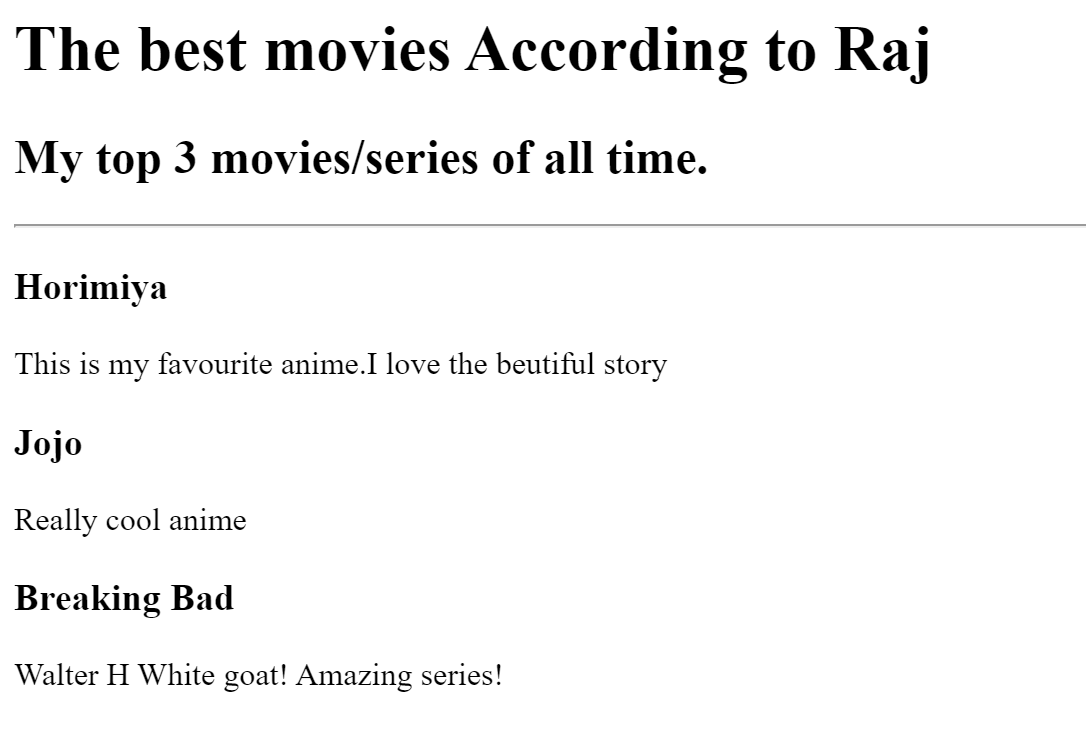 The best movies According to Raj
My top 3 movies/series of all time.
Horimiya
This is my favourite anime.I love the beutiful story
Jojo
Really cool anime
Breaking Bad
Walter H White goat! Amazing series!